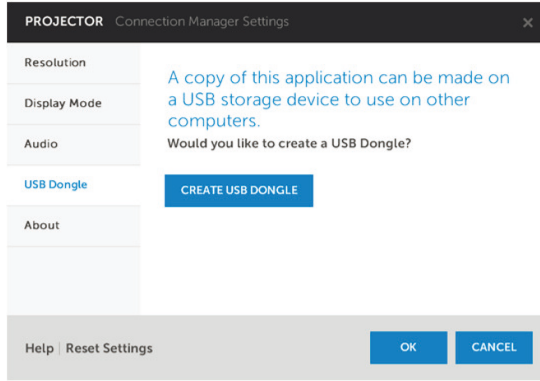 PROJECTOR Connection Manager Settings ×
Resolution
Display Mode
Audio
USB Dongle
About
A copy of this application can be made on
a USB storage device to use on other
computers.
Would you like to create a USB Dongle?
CREATE USB DONGLE
Help | Reset Settings
OK
CANCEL